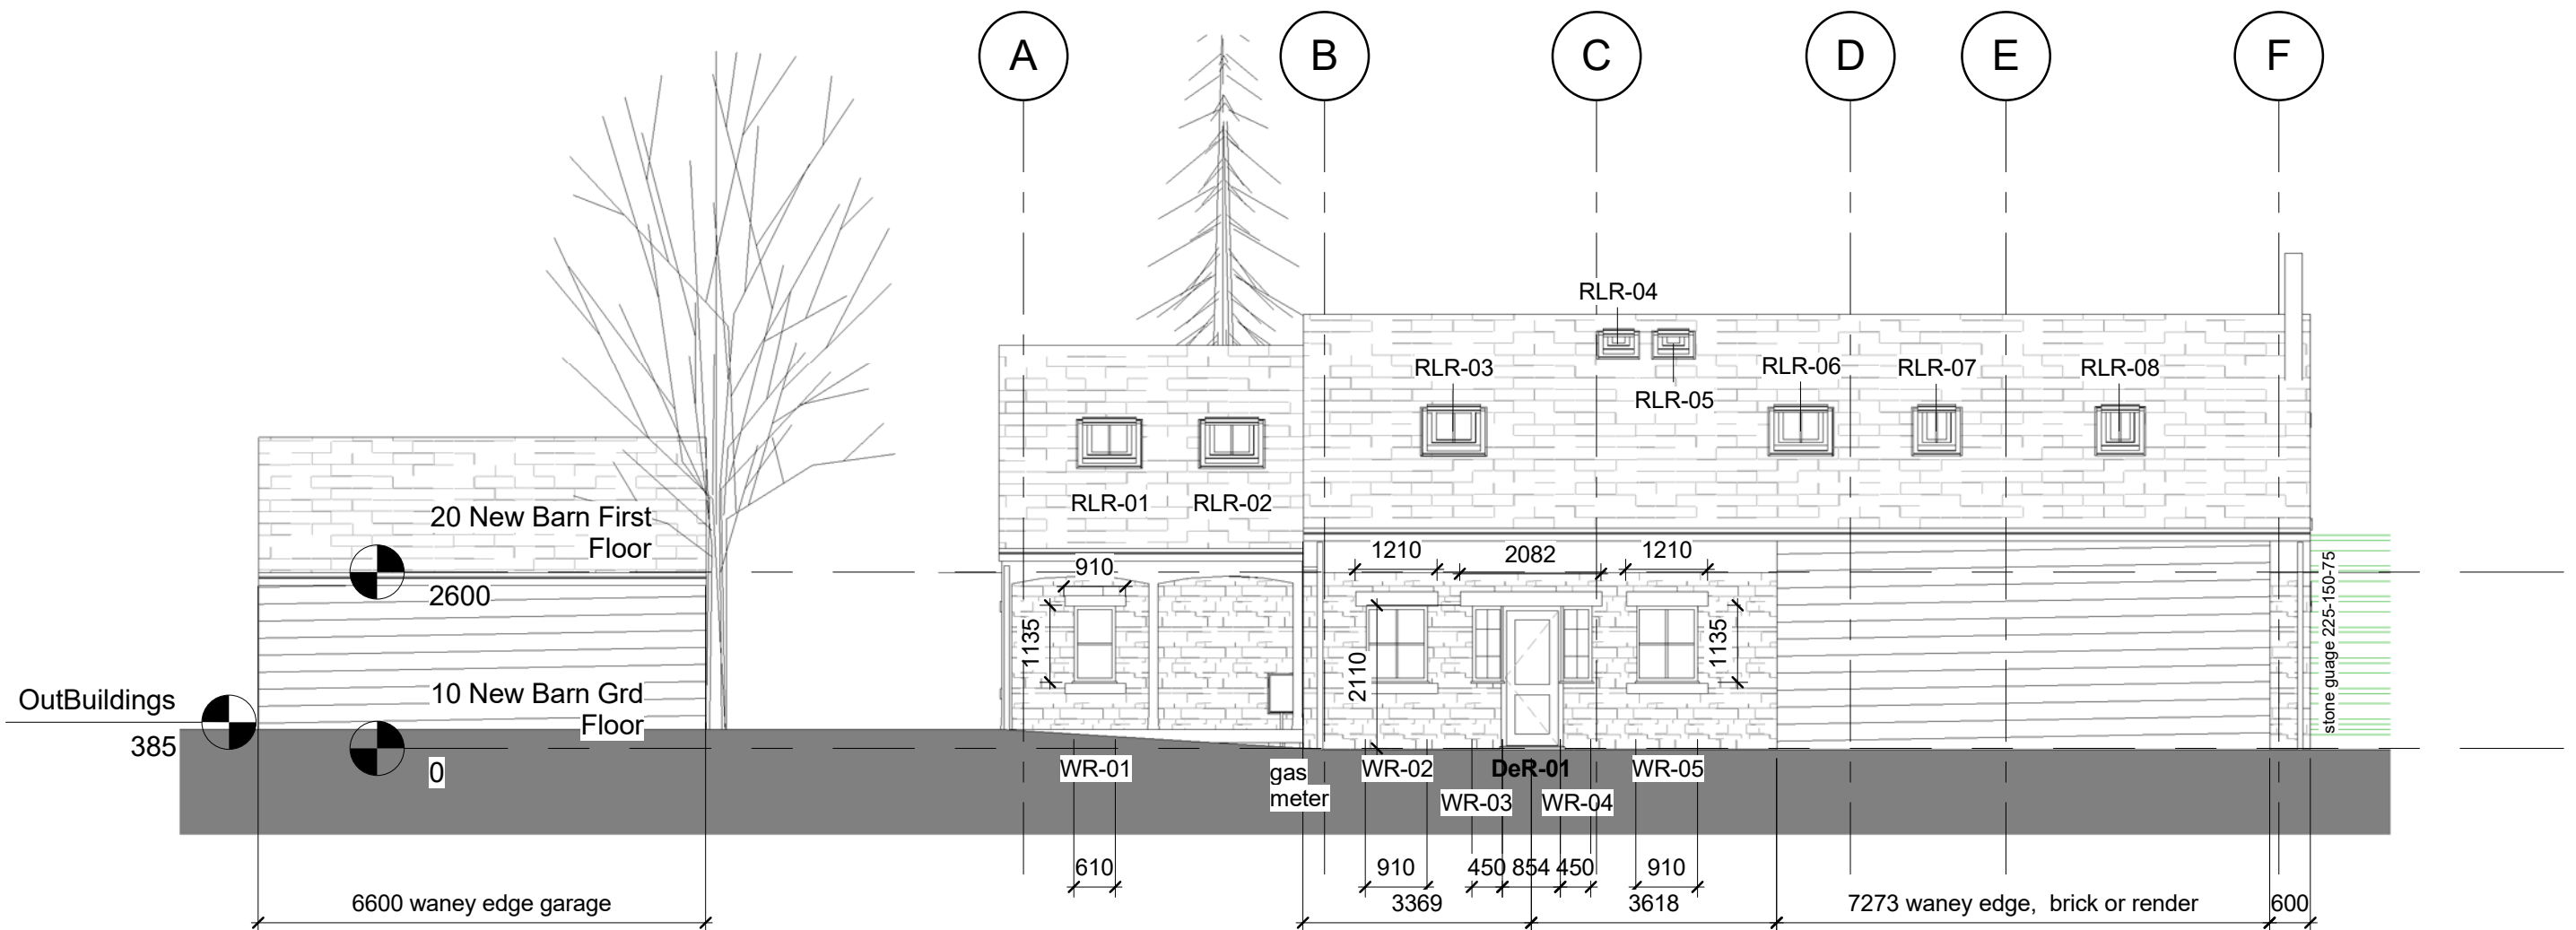 A B C D E F
RLR-04
RLR-03
RLR-06
RLR-07
RLR-08
RLR-05
RLR-01
RLR-02
20 New Barn First
Floor
2600
910
1210
2082
1210
1135
2110
1135
stone guage 225-150-75
10 New Barn Grd
Floor
0
OutBuildings
385
WR-01
gas
meter
WR-02
DeR-01
WR-05
WR-03
WR-04
610
910
450
854
450
910
6600 waney edge garage
3369
3618
7273 waney edge, brick or render
600